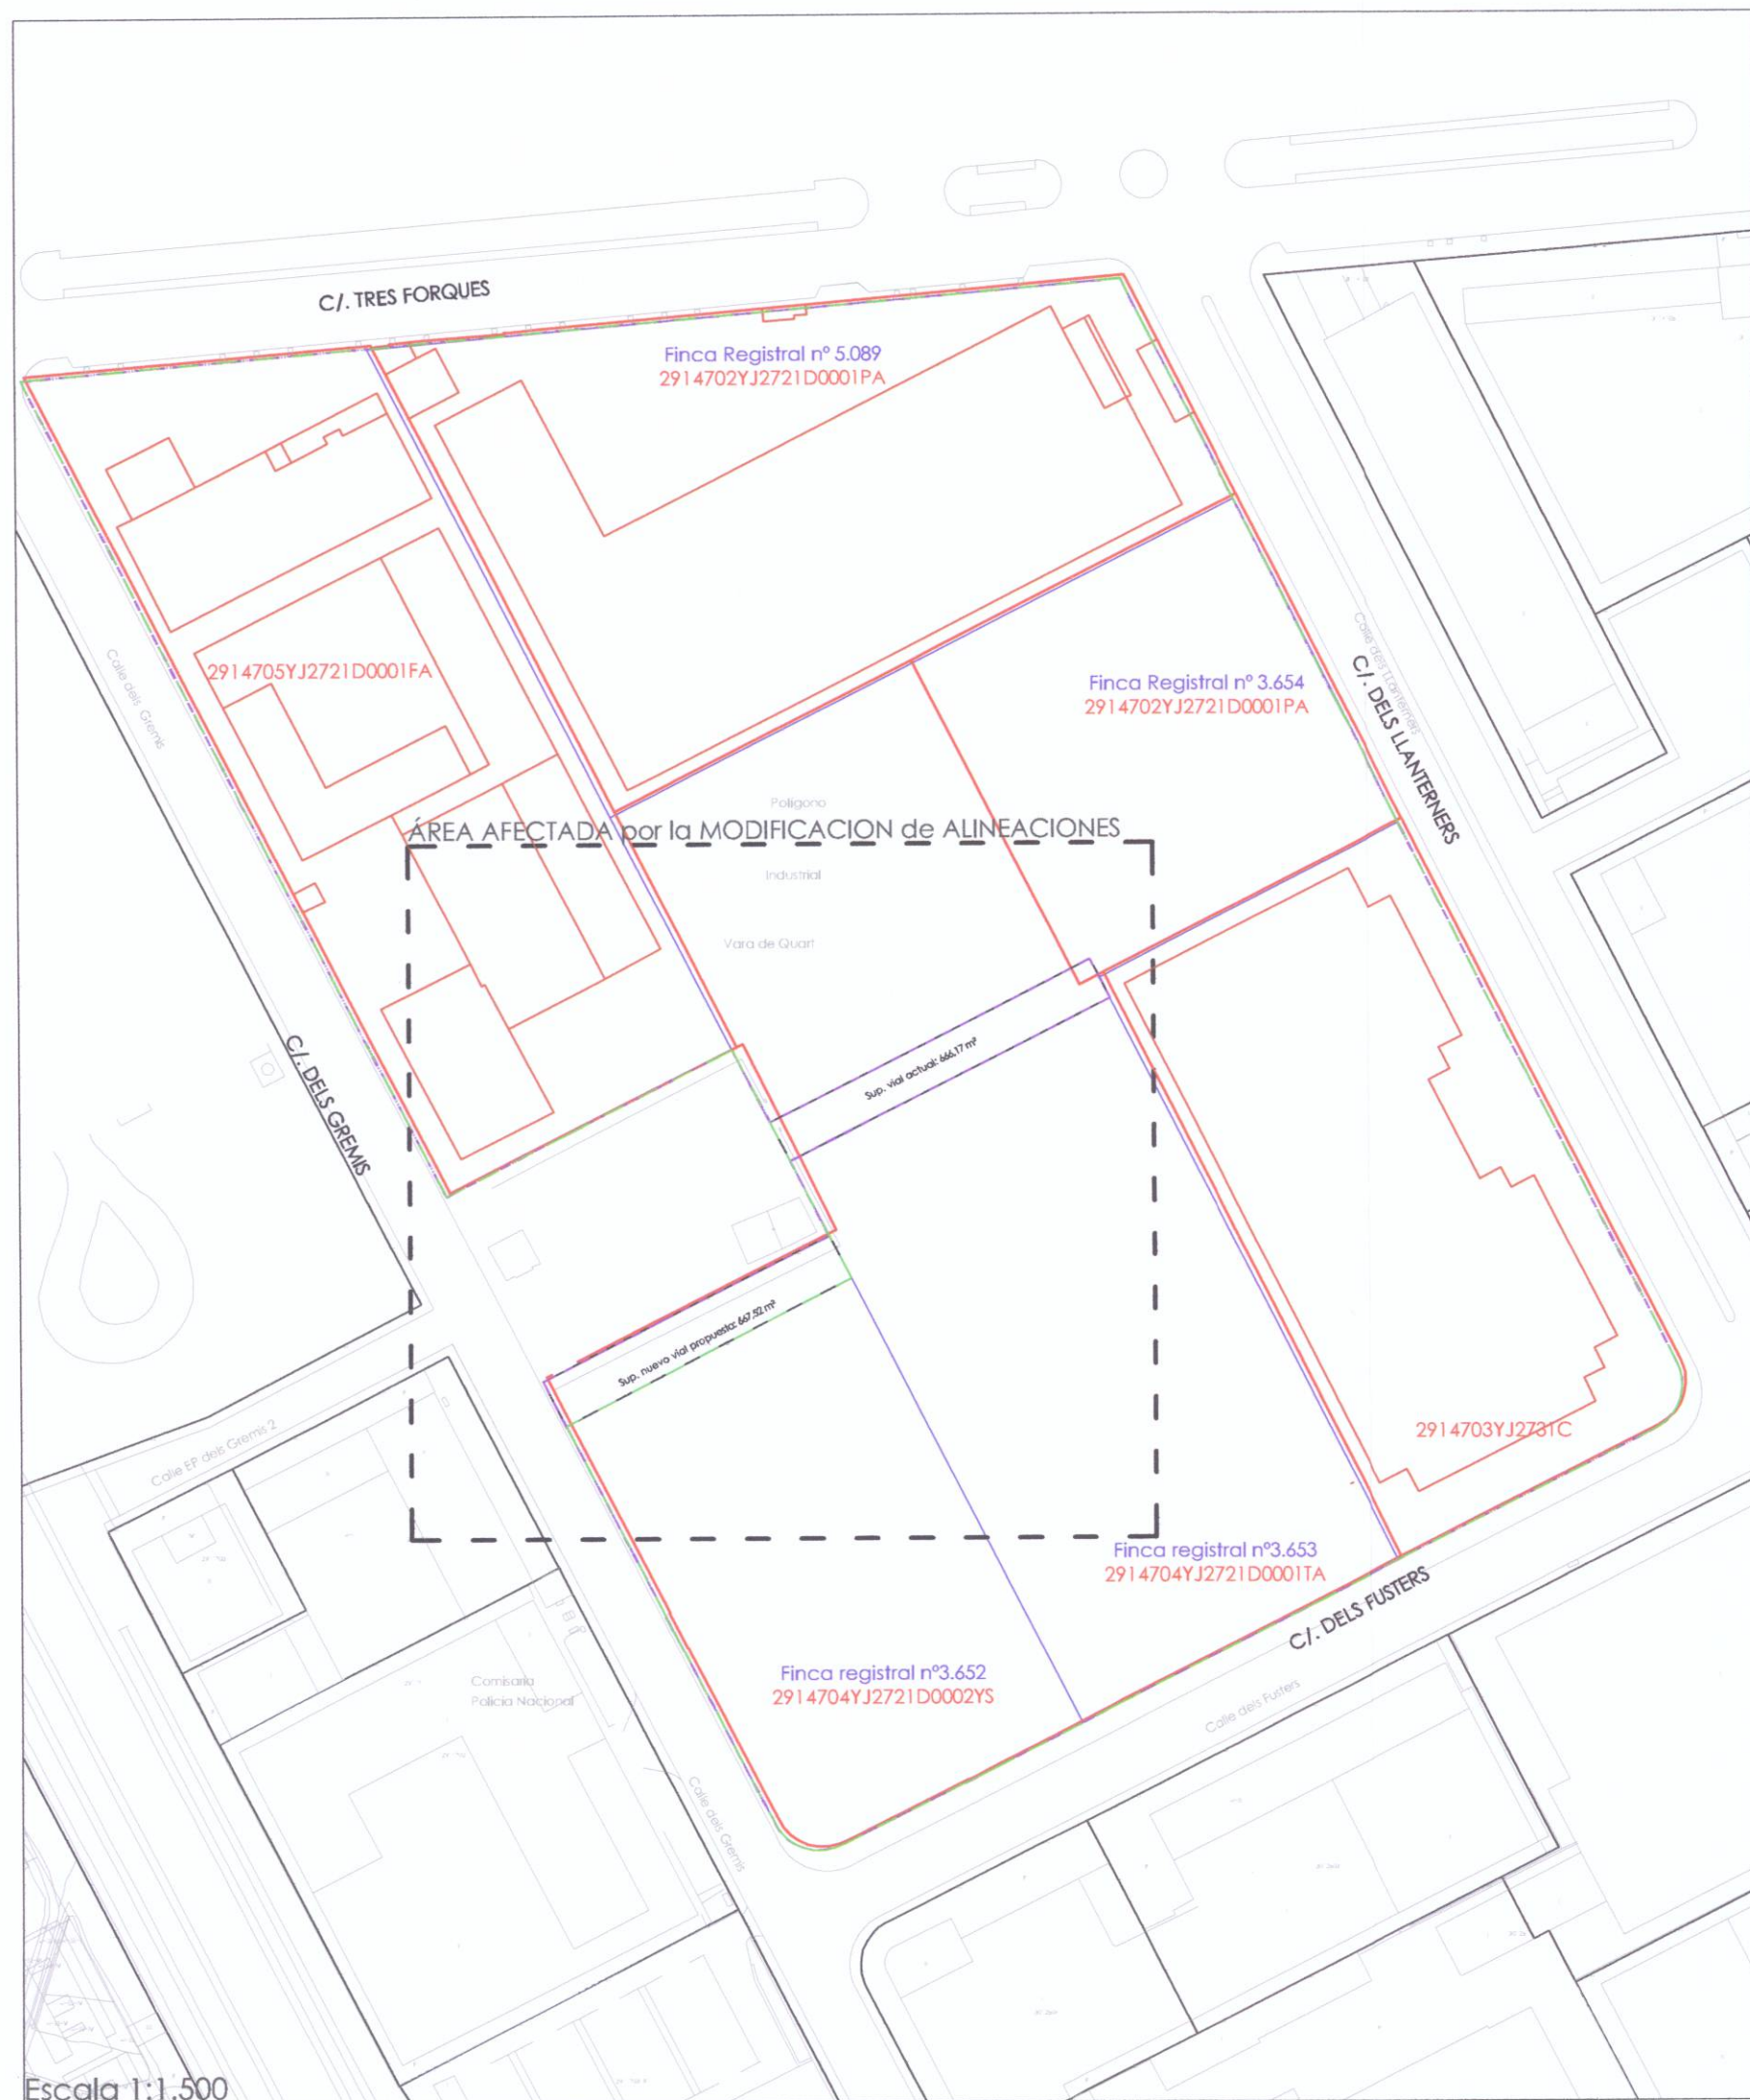 C/. TRES FORQUES
Finca Registral nº 5.089
2914702YJ2721D0001PA
2914705YJ2721D0001FA
Calle dels Gremis
Finca Registral nº 3.654
2914702YJ2721D0001PA
Calle dels LLanterners
C/. DELS LLANTERNERS
Polígono
ÁREA AFECTADA por la MODIFICACION de ALINEACIONES
Industrial
Vara de Quart
Sup. vial actual: 666,17 m²
C/. DELS GREMIS
Sup. nuevo vial propuesta: 667,52 m²
Calle EP dels Gremis 2
2914703YJ2731C
Finca registral nº3.653
2914704YJ2721D0001TA
C/. DELS FUSTERS
Finca registral nº3.652
2914704YJ2721D0002YS
Comisaria
Policia Nacional
Calle dels Fusters
Calle dels Gremis
Escala 1:1.500